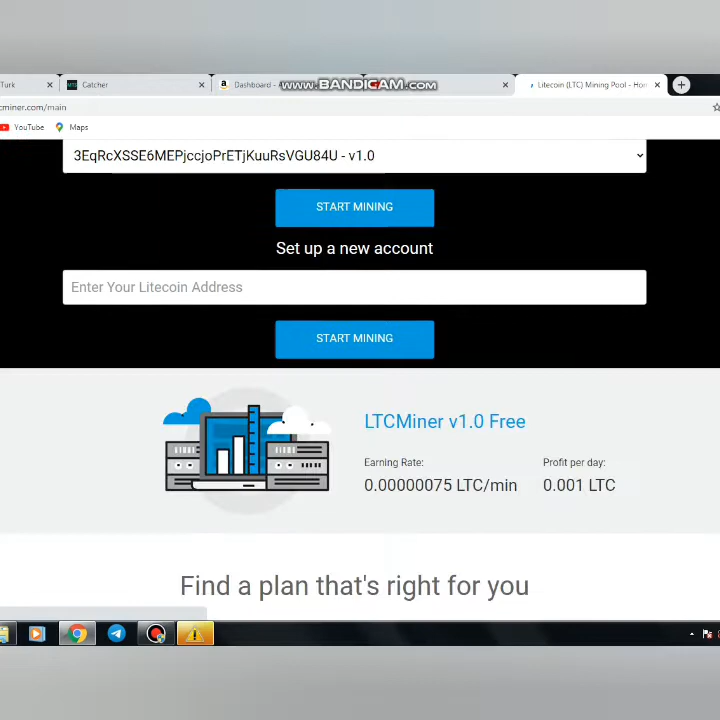 Turk
Catcher
Dashboard -
www.BANDICAM.com
Litecoin (LTC) Mining Pool - Hor
cminer.com/main
YouTube
Maps
3EqRcXSSE6MEPjccjoPrETjKuuRsVGU84U - v1.0
START MINING
Set up a new account
Enter Your Litecoin Address
START MINING
LTCMiner v1.0 Free
Earning Rate:
Profit per day:
0.00000075 LTC/min
0.001 LTC
Find a plan that's right for you